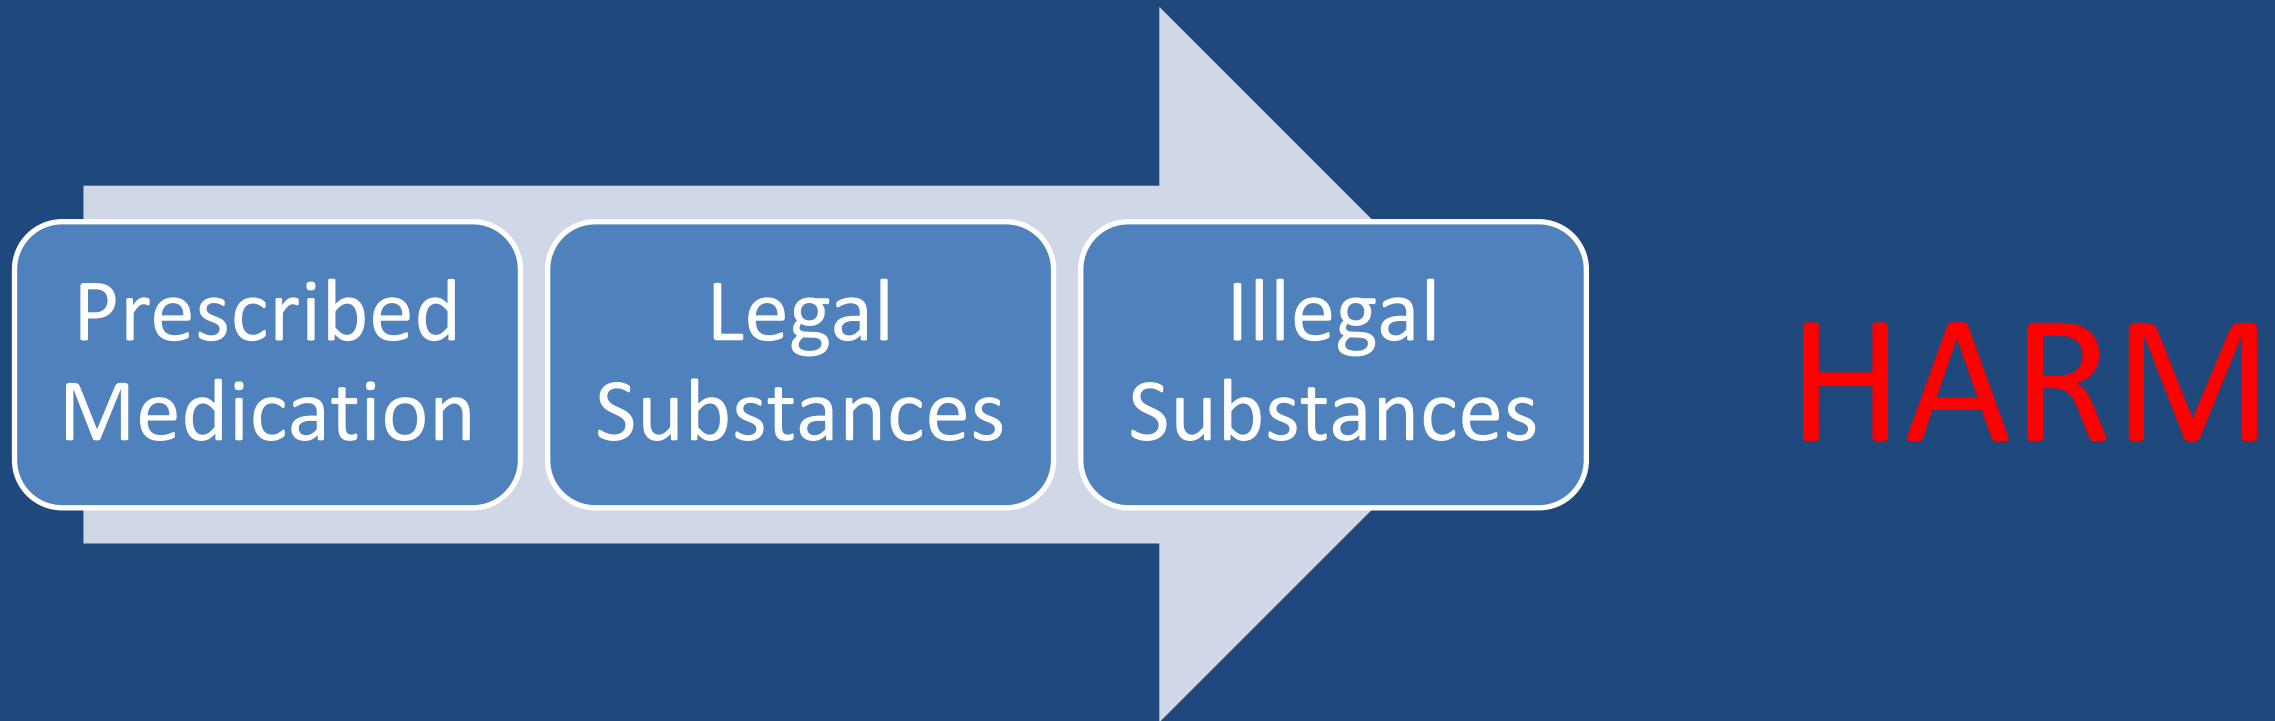 Prescribed
Medication
Legal
Substances
Illegal
Substances
HARM